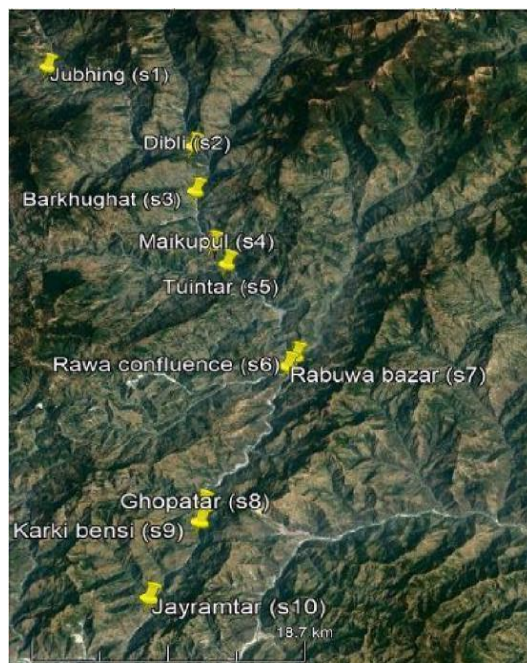 Jubhing (s1)
Dibli (s2)
Barkhughat (s3)
Maikupul (s4)
Tuintar (s5)
Rawa confluence (s6)
Rabuwa bazar (s7)
Ghopatar (s8)
Karki bensi (s9)
Jayramtar (s10)
18.7 km